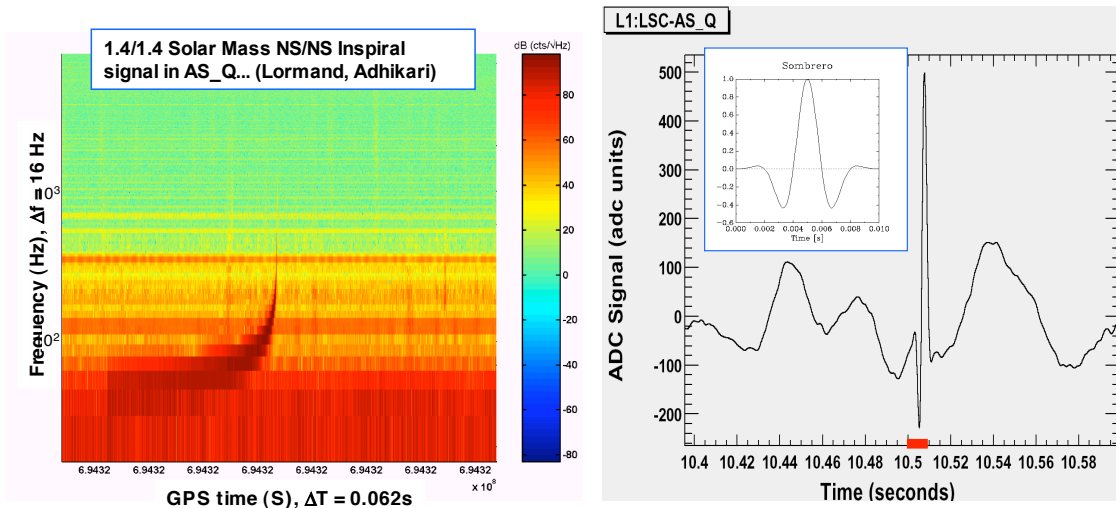 1.4/1.4 Solar Mass NS/NS Inspiral
signal in AS_Q... (Lormand, Adhikari)
dB (cts/√Hz)
80
60
40
20
0
-20
-40
-60
-80
Frequency (Hz), Δf = 16 Hz
10³
10²
6.9432 6.9432 6.9432 6.9432 6.9432 6.9432 6.9432
x 10⁸
GPS time (S), ΔT = 0.062s
L1:LSC-AS_Q
ADC Signal (adc units)
500
400
300
200
100
0
-100
-200
10.4 10.42 10.44 10.46 10.48 10.5 10.52 10.54 10.56 10.58
Time (seconds)
Sombrero
1.0
0.8
0.6
0.4
0.2
0.0
-0.2
-0.4
-0.6
0.000 0.002 0.004 0.006 0.008 0.010
Time [s]